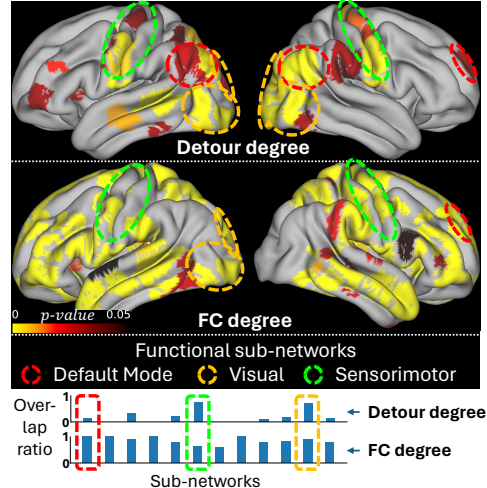 Detour degree
0 p-value 0.05
FC degree
Functional sub-networks
Default Mode Visual Sensorimotor
Over-
lap
ratio
1
0
Detour degree
1
0
FC degree
Sub-networks